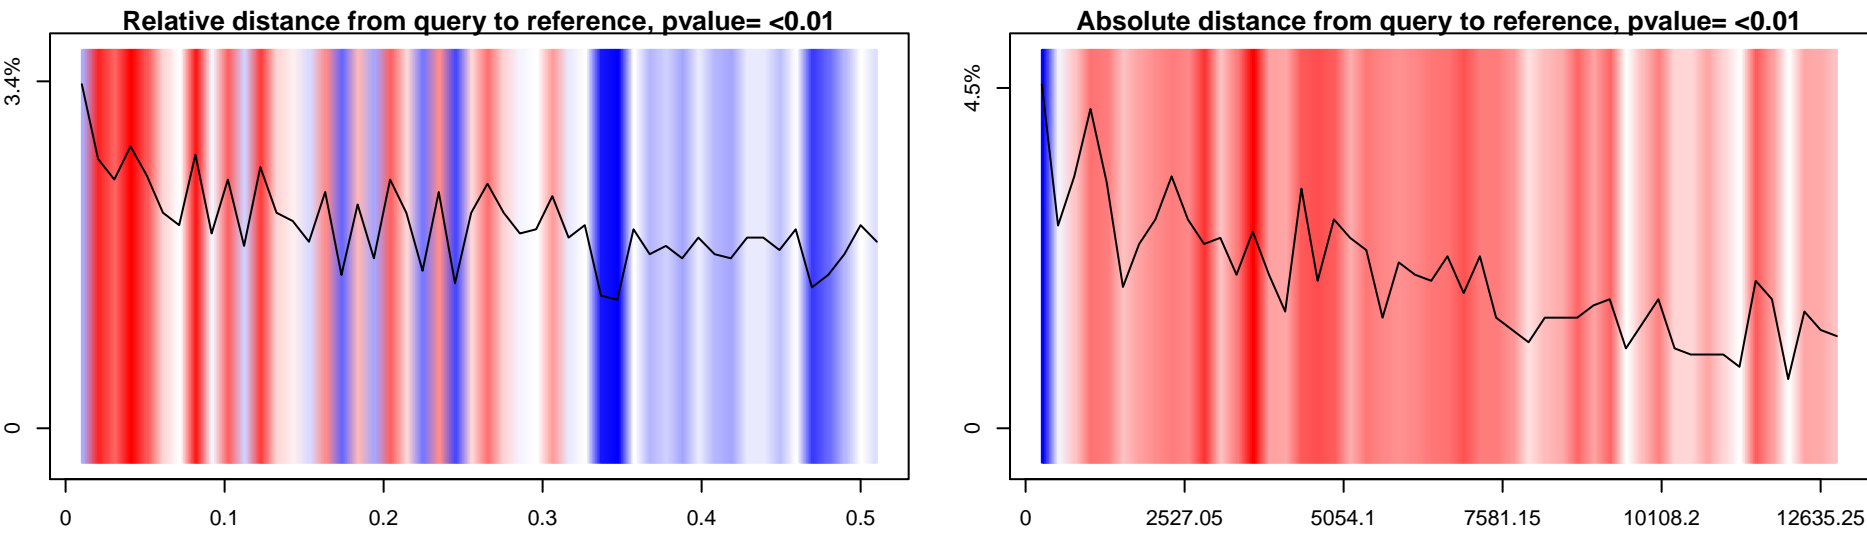 Relative distance from query to reference, pvalue= <0.01
3.4%
0
0 0.1 0.2 0.3 0.4 0.5
Absolute distance from query to reference, pvalue= <0.01
4.5%
0
0 2527.05 5054.1 7581.15 10108.2 12635.25